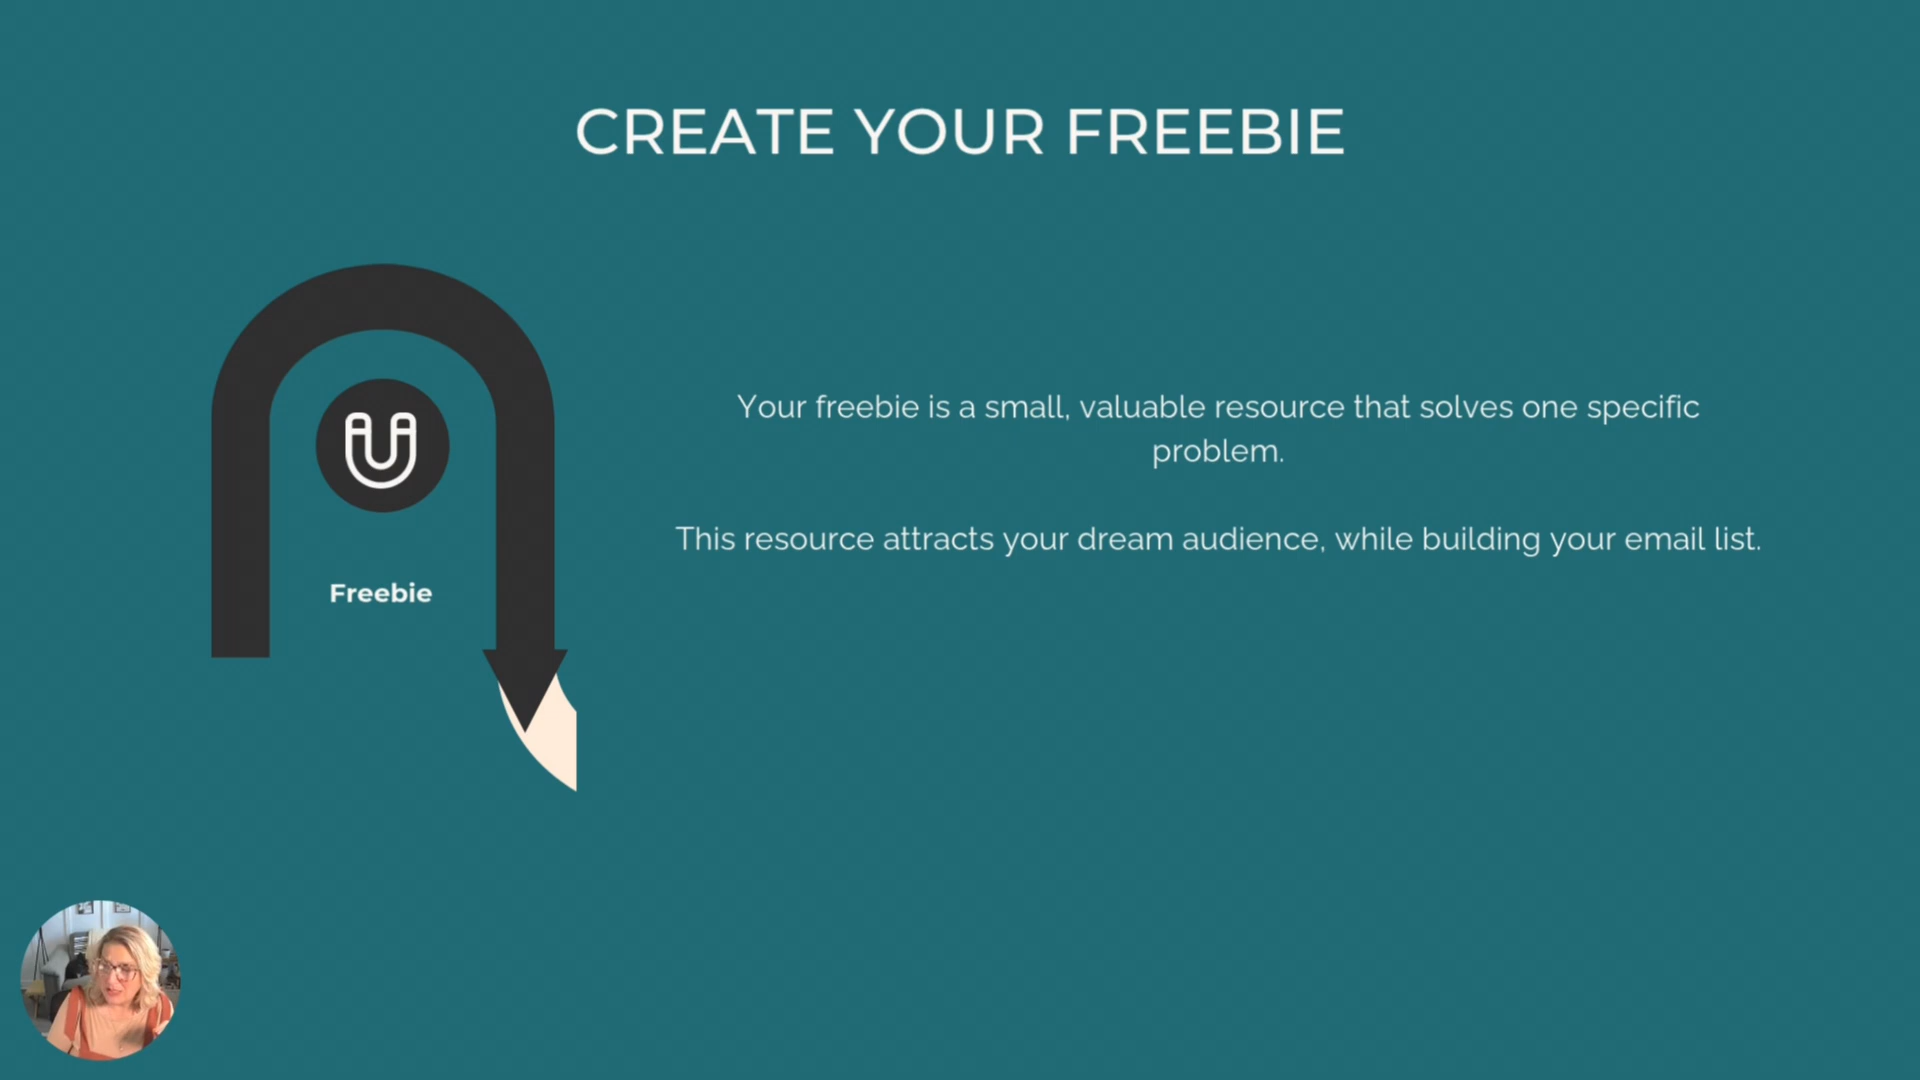 CREATE YOUR FREEBIE
Your freebie is a small, valuable resource that solves one specific
problem.
This resource attracts your dream audience, while building your email list.
Freebie